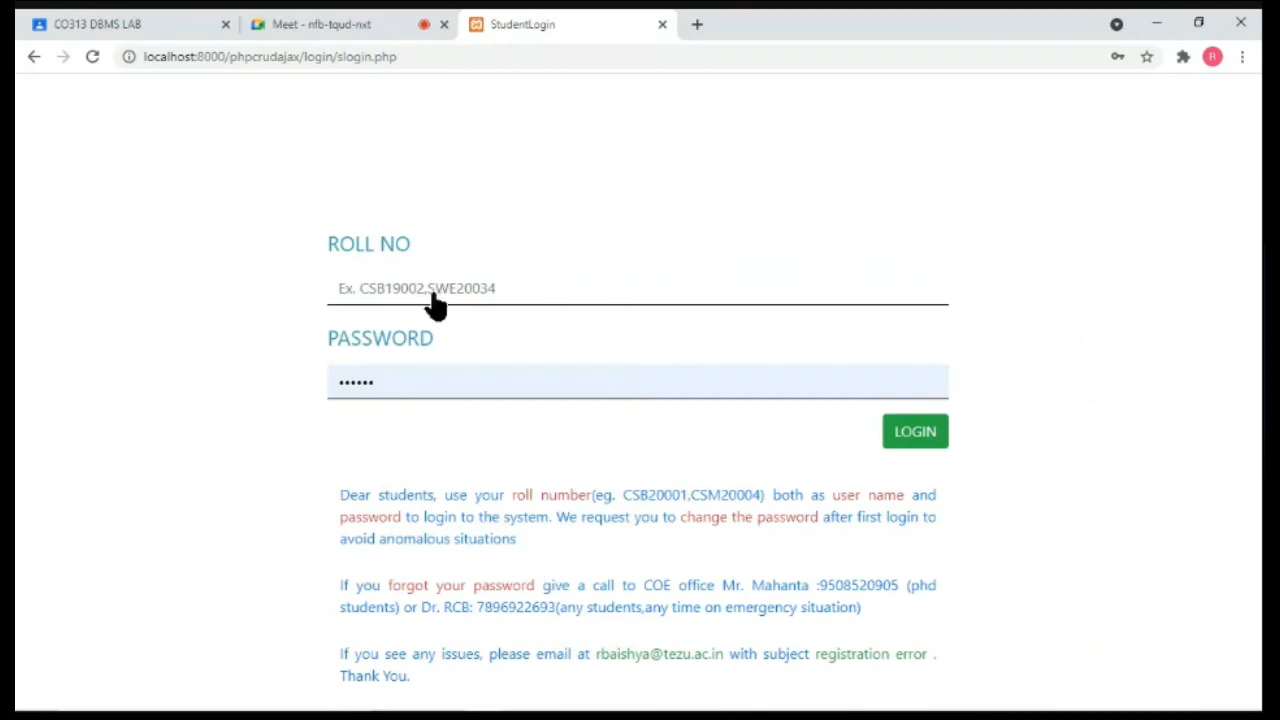 CO313 DBMS LAB
Meet - nfb-tqud-nxt
StudentLogin
localhost:8000/phpcrudajax/login/slogin.php
R
ROLL NO
Ex. CSB19002,SWE20034
PASSWORD
••••••
LOGIN
Dear students, use your roll number(eg. CSB20001,CSM20004) both as user name and
password to login to the system. We request you to change the password after first login to
avoid anomalous situations
If you forgot your password give a call to COE office Mr. Mahanta :9508520905 (phd
students) or Dr. RCB: 7896922693(any students,any time on emergency situation)
If you see any issues, please email at rbaishya@tezu.ac.in with subject registration error .
Thank You.